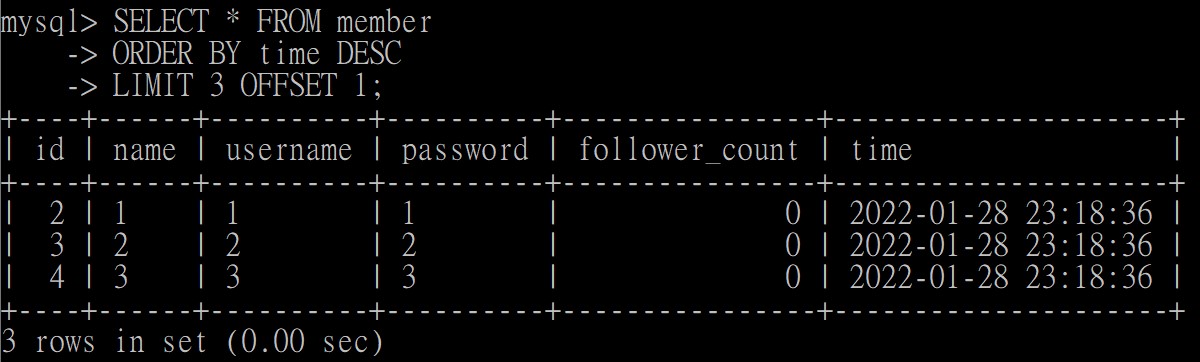 mysql> SELECT * FROM member
    -> ORDER BY time DESC
    -> LIMIT 3 OFFSET 1;
+----+------+----------+----------+----------------+---------------------+
| id | name | username | password | follower_count | time                |
+----+------+----------+----------+----------------+---------------------+
|  2 | 1    | 1        | 1        |              0 | 2022-01-28 23:18:36 |
|  3 | 2    | 2        | 2        |              0 | 2022-01-28 23:18:36 |
|  4 | 3    | 3        | 3        |              0 | 2022-01-28 23:18:36 |
+----+------+----------+----------+----------------+---------------------+
3 rows in set (0.00 sec)